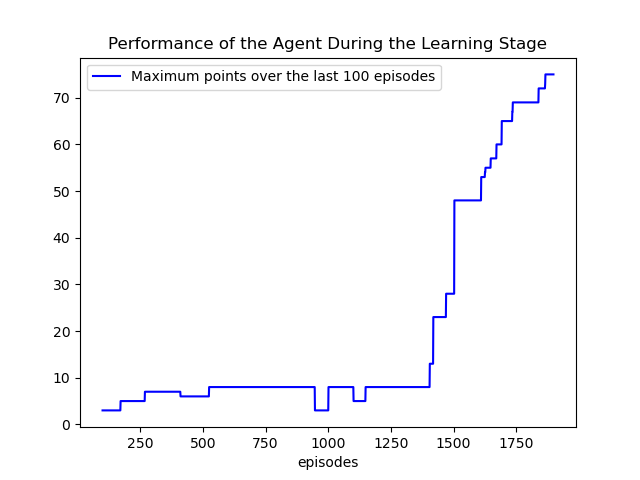 Performance of the Agent During the Learning Stage
Maximum points over the last 100 episodes
70
60
50
40
30
20
10
0
250 500 750 1000 1250 1500 1750
episodes